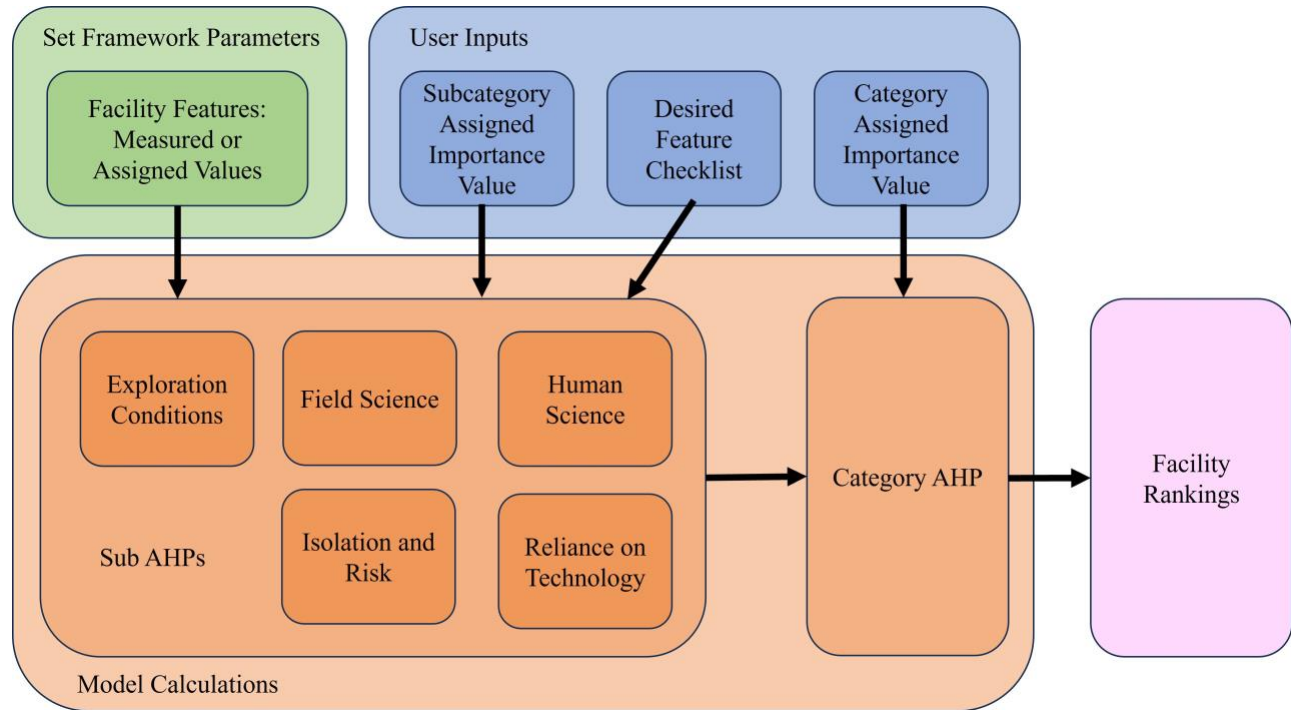 Set Framework Parameters
Facility Features:
Measured or
Assigned Values
User Inputs
Subcategory
Assigned
Importance
Value
Desired
Feature
Checklist
Category
Assigned
Importance
Value
Exploration
Conditions
Field Science
Human
Science
Sub AHPs
Isolation and
Risk
Reliance on
Technology
Category AHP
Model Calculations
Facility
Rankings